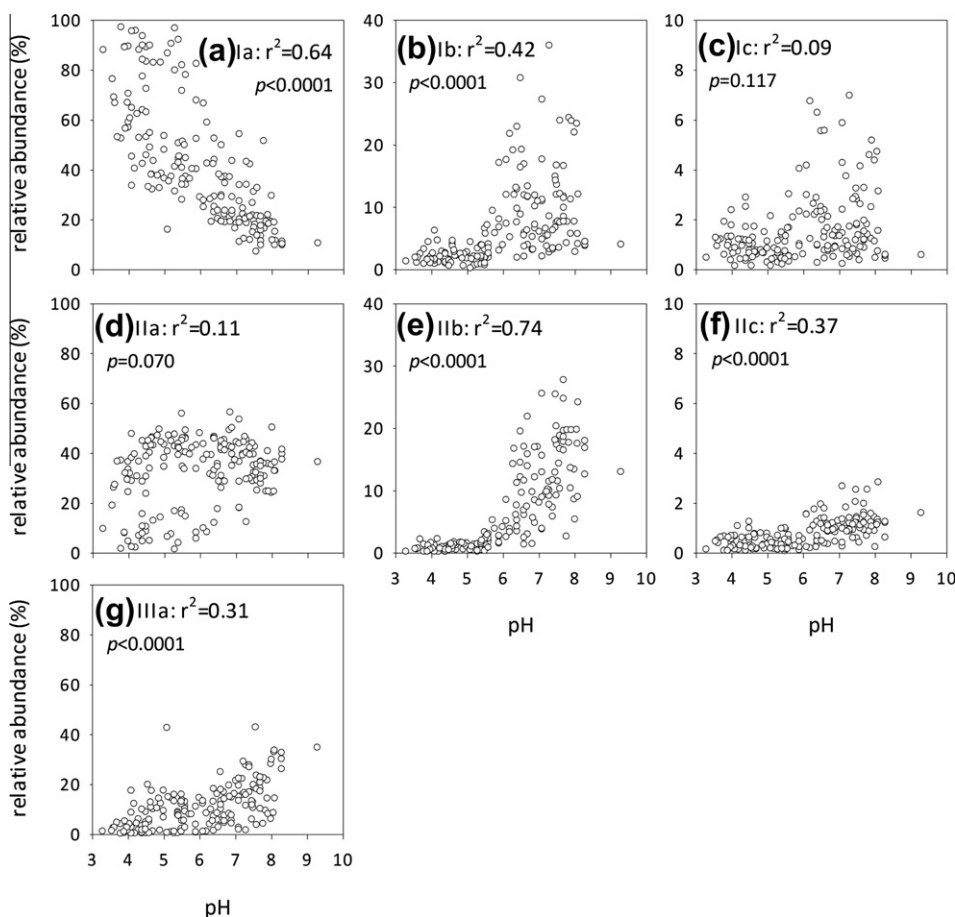 relative abundance (%)
100
80
60
40
20
0
(a) Ia: r²=0.64
p<0.0001
40
30
20
10
0
(b) Ib: r²=0.42
p<0.0001
10
8
6
4
2
0
(c) Ic: r²=0.09
p=0.117
relative abundance (%)
100
80
60
40
20
0
(d) IIa: r²=0.11
p=0.070
40
30
20
10
0
(e) IIb: r²=0.74
p<0.0001
3 4 5 6 7 8 9 10
pH
10
8
6
4
2
0
(f) IIc: r²=0.37
p<0.0001
3 4 5 6 7 8 9 10
pH
relative abundance (%)
100
80
60
40
20
0
(g) IIIa: r²=0.31
p<0.0001
3 4 5 6 7 8 9 10
pH